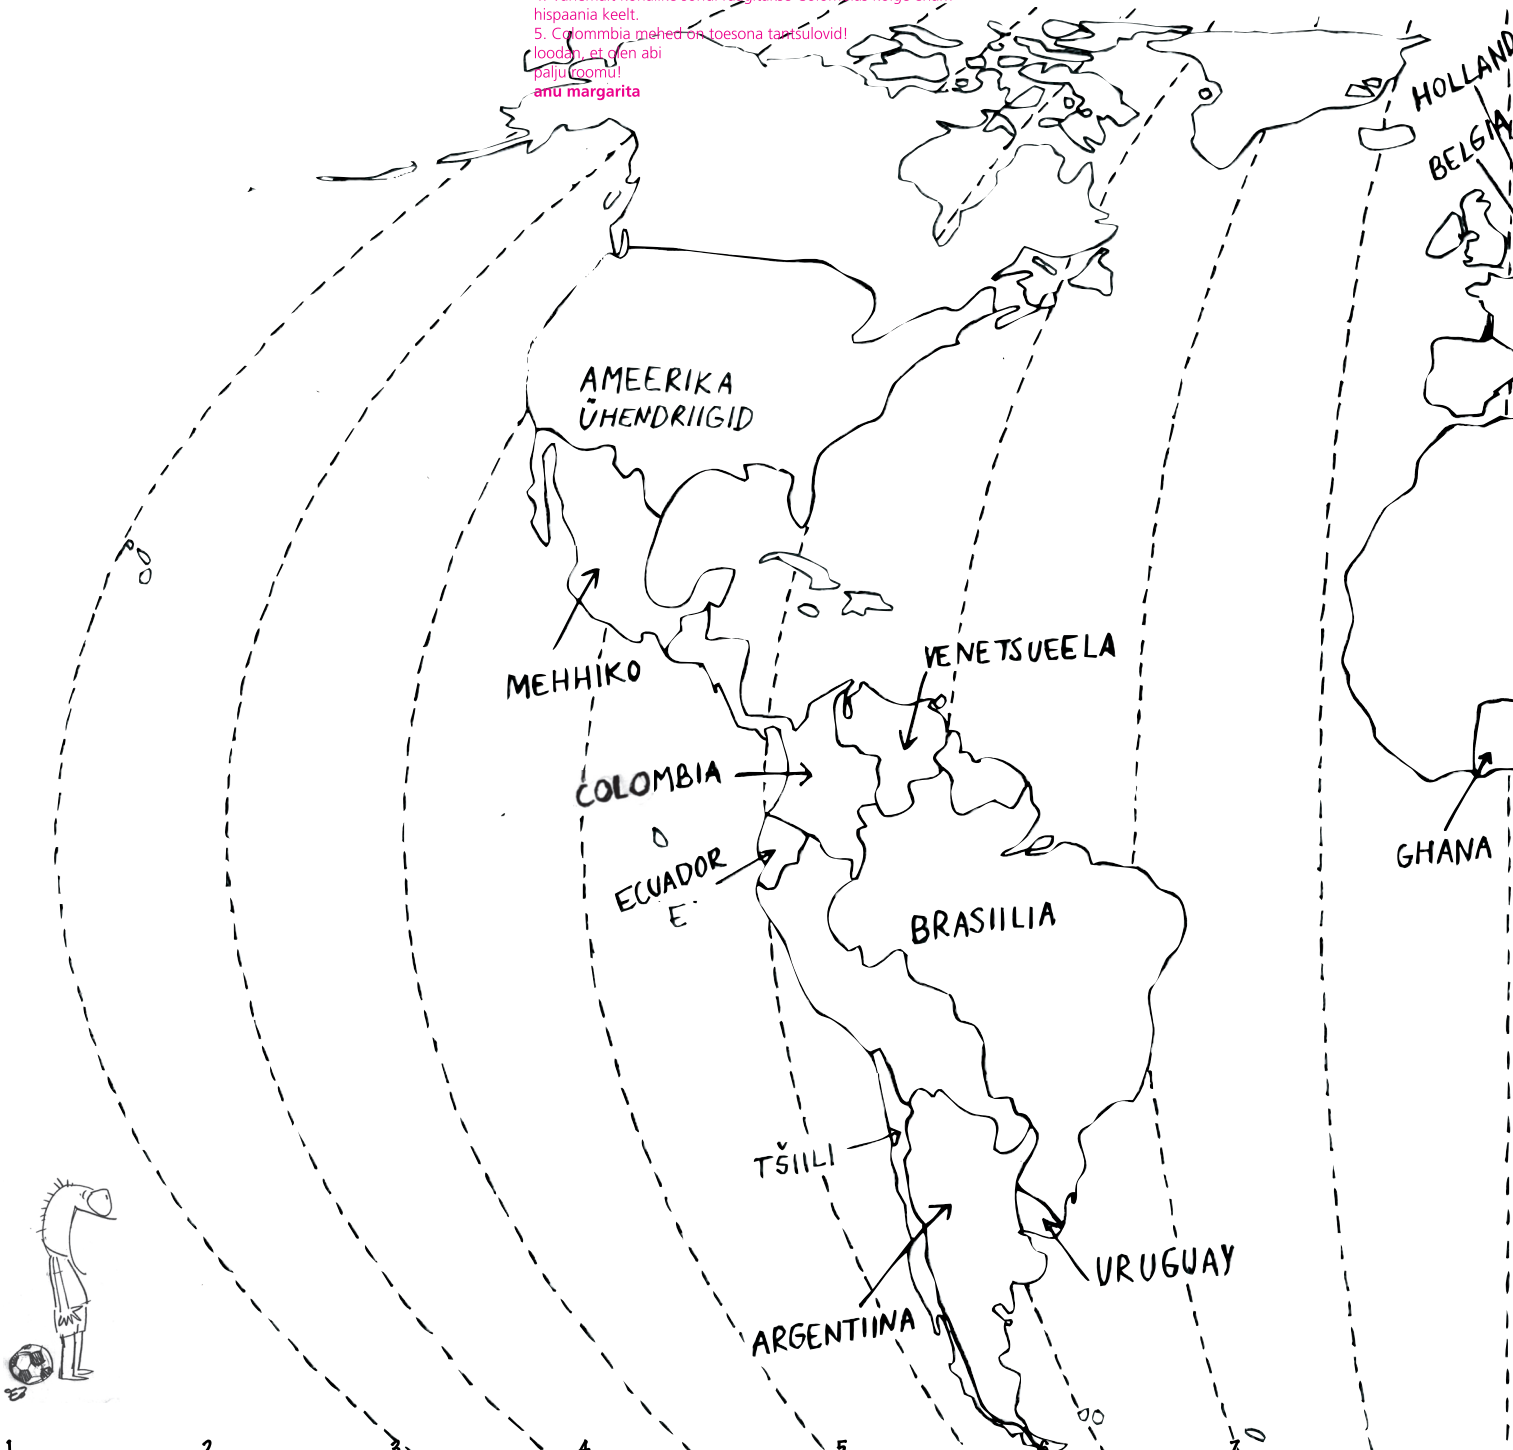 hispaania keelt.
5. Colommbia mehed on toesona tantsulovid!
loodan, et olen abi
palju roomu!
anu margarita
HOLLAND
BELGIA
AMEERIKA
ÜHENDRIIGID
MEHHIKO
VENETSUEELA
COLOMBIA
ECUADOR
E
GHANA
BRASIILIA
TŠIILI
URUGUAY
ARGENTIINA
1 2 3 4 5 6 7